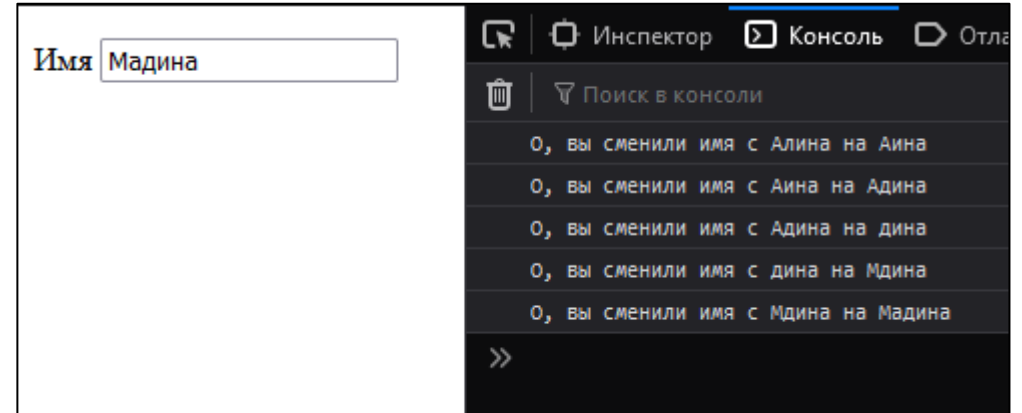 Имя Мадина
Инспектор Консоль Отла
Поиск в консоли
О, вы сменили имя с Алина на Аина
О, вы сменили имя с Аина на Адина
О, вы сменили имя с Адина на дина
О, вы сменили имя с дина на Мдина
О, вы сменили имя с Мдина на Мадина